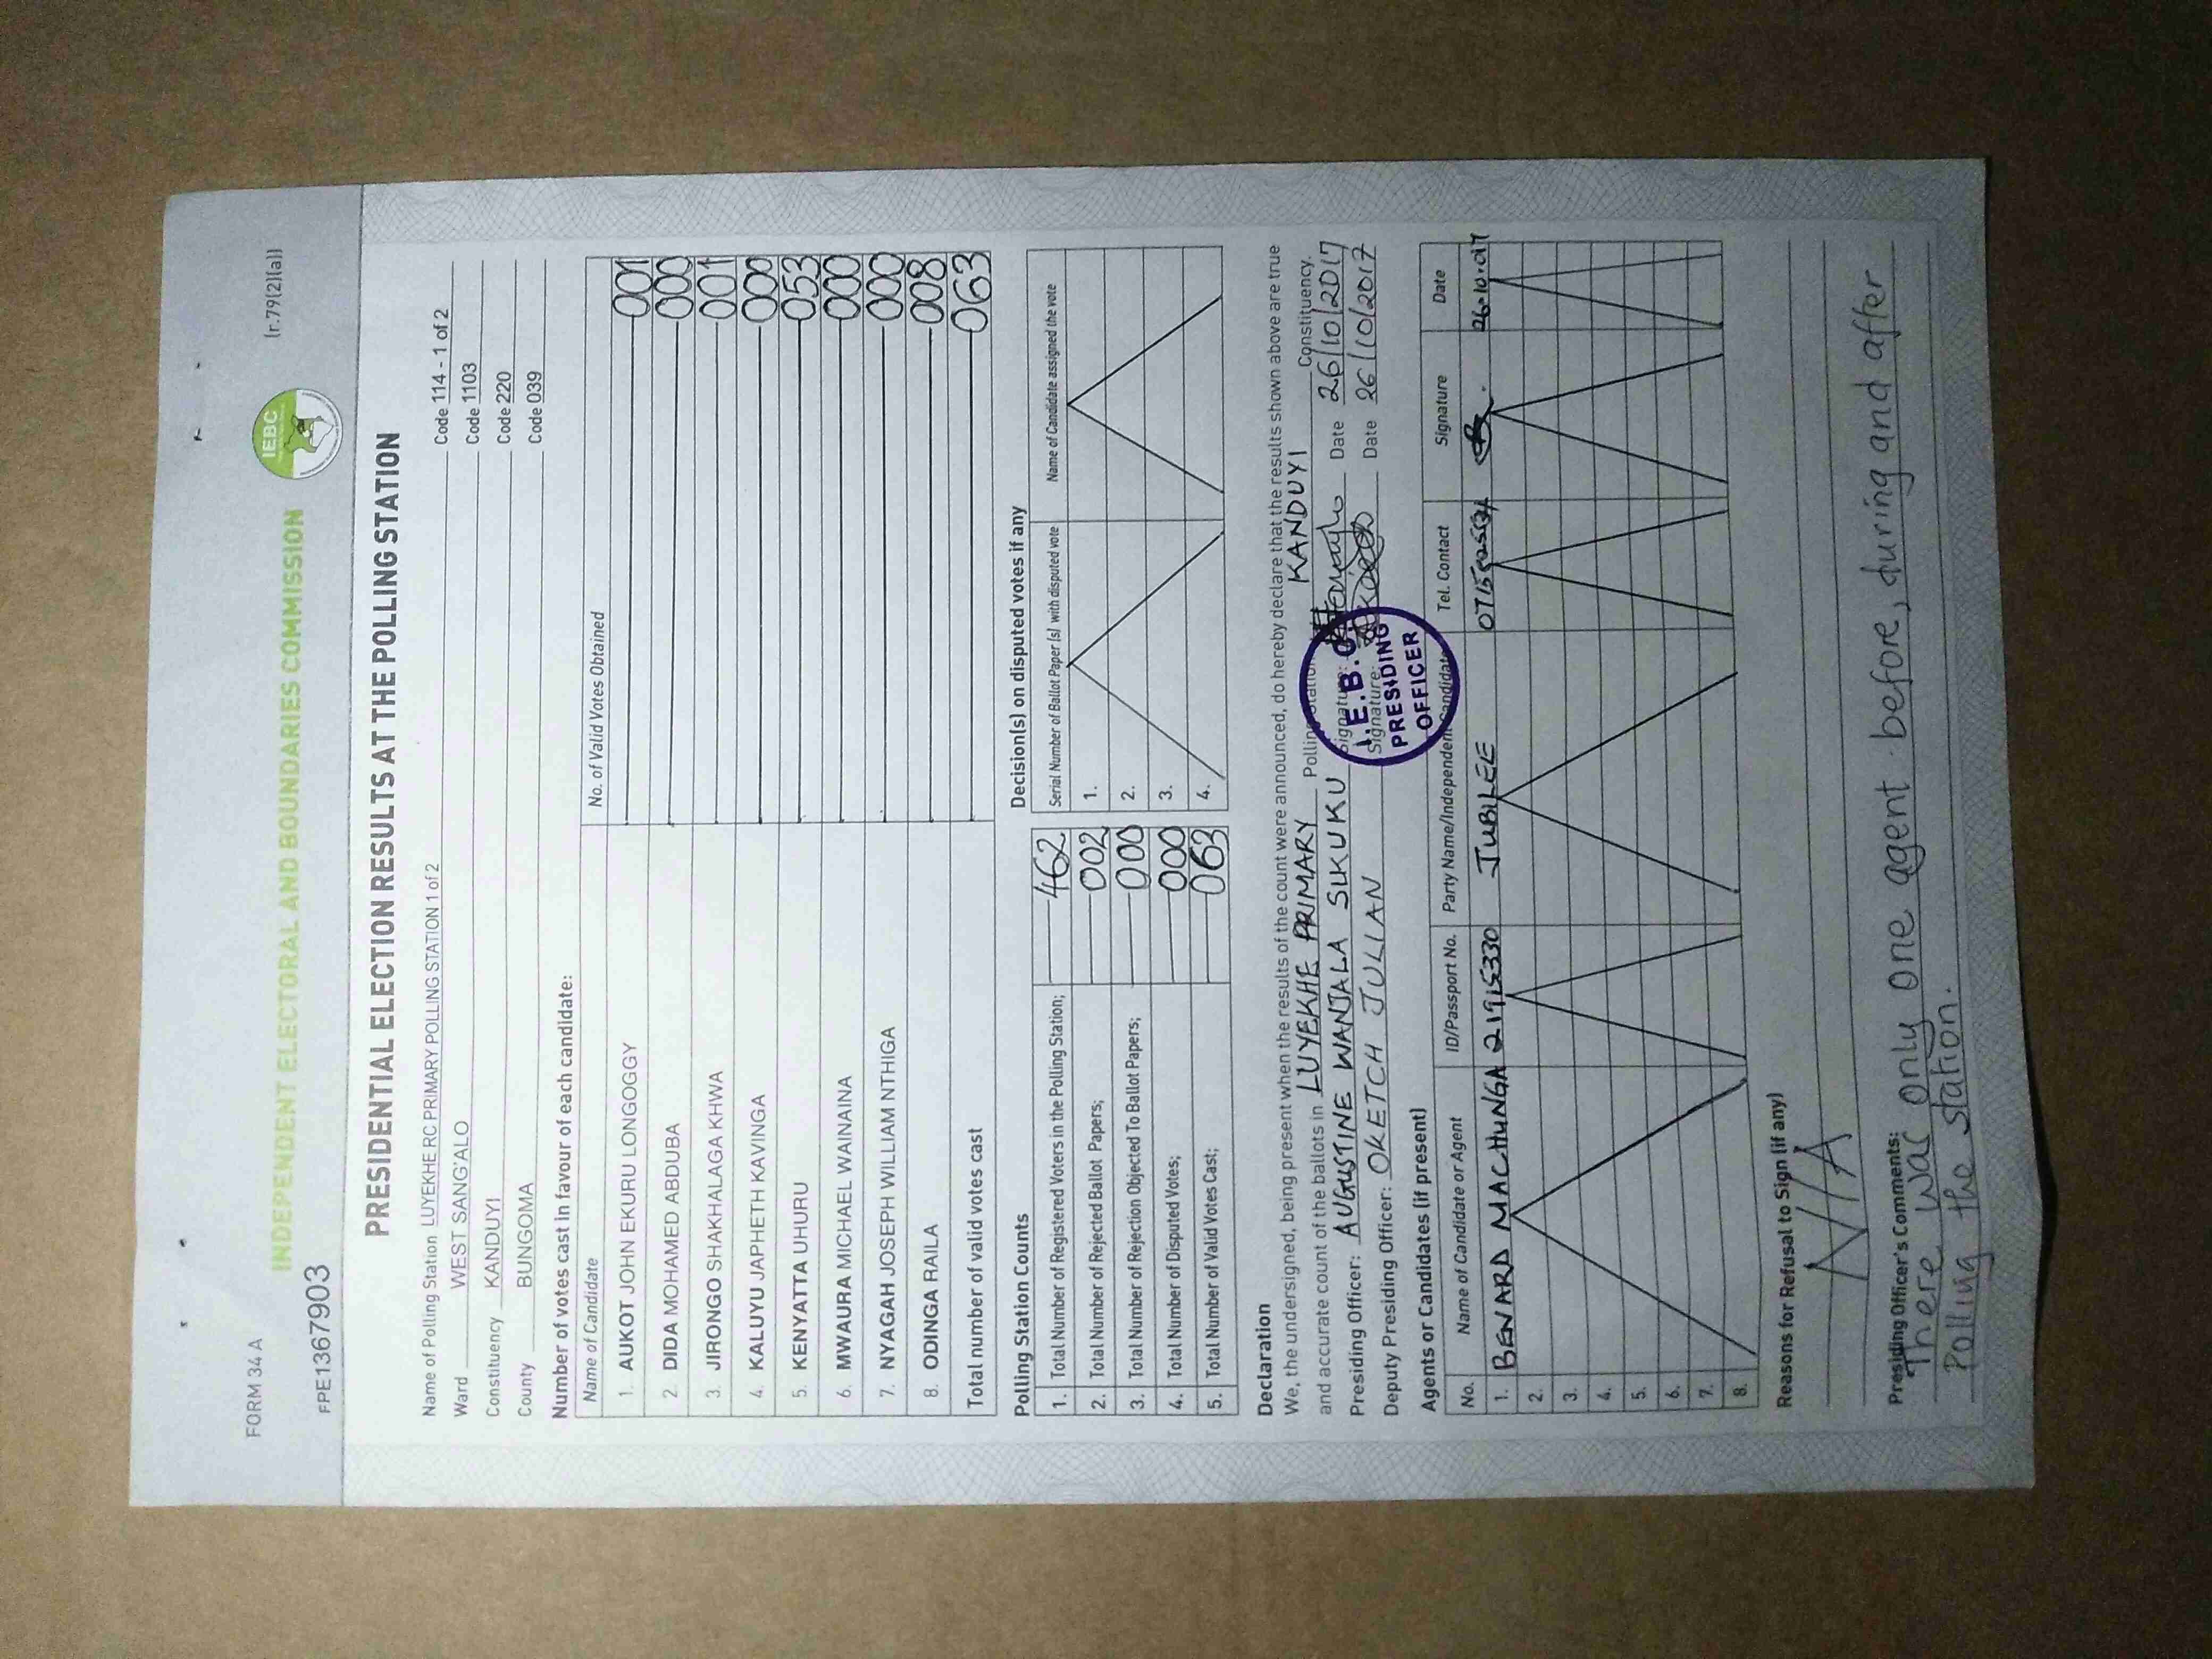 FORM 34 A
(r.79(2)(a))
INDEPENDENT ELECTORAL AND BOUNDARIES COMMISSION
IEBC
FPE1367903
PRESIDENTIAL ELECTION RESULTS AT THE POLLING STATION
Name of Polling Station LUYEKHE RC PRIMARY POLLING STATION 1 of 2 Code 114 - 1 of 2
Ward WEST SANG'ALO Code 1103
Constituency KANDUYI Code 220
County BUNGOMA Code 039
Number of votes cast in favour of each candidate:
Name of Candidate No. of Valid Votes Obtained
1. AUKOT JOHN EKURU LONGOGGY 001
2. DIDA MOHAMED ABDUBA 000
3. JIRONGO SHAKHALAGA KHWA 001
4. KALUYU JAPHETH KAVINGA 000
5. KENYATTA UHURU 053
6. MWAURA MICHAEL WAINAINA 000
7. NYAGAH JOSEPH WILLIAM NTHIGA 000
8. ODINGA RAILA 008
Total number of valid votes cast 063
Polling Station Counts
1. Total Number of Registered Voters in the Polling Station; 462
2. Total Number of Rejected Ballot Papers; 002
3. Total Number of Rejection Objected To Ballot Papers; 000
4. Total Number of Disputed Votes; 000
5. Total Number of Valid Votes Cast; 063
Decision(s) on disputed votes if any
Serial Number of Ballot Paper (s) with disputed vote Name of Candidate assigned the vote
1.
2.
3.
4.
Declaration
We, the undersigned, being present when the results of the count were announced, do hereby declare that the results shown above are true
and accurate count of the ballots in LUYEKHE PRIMARY Polling Station KANDUYI Constituency.
Presiding Officer: AUGUSTINE WANJALA SIKUKU Signature: Date 26/10/2017
Deputy Presiding Officer: OKETCH JULIAN Signature: Date 26/10/2017
I.E.B.C
PRESIDING
OFFICER
Agents or Candidates (if present)
No. Name of Candidate or Agent ID/Passport No. Party Name/Independent Candidate Tel. Contact Signature Date
1. BENARD MACHUNGA JUBILEE
2.
3.
4.
5.
6.
7.
8.
Reasons for Refusal to Sign (if any)
N/A
Presiding Officer's Comments:
There was only one agent before, during and after
Polling the station.